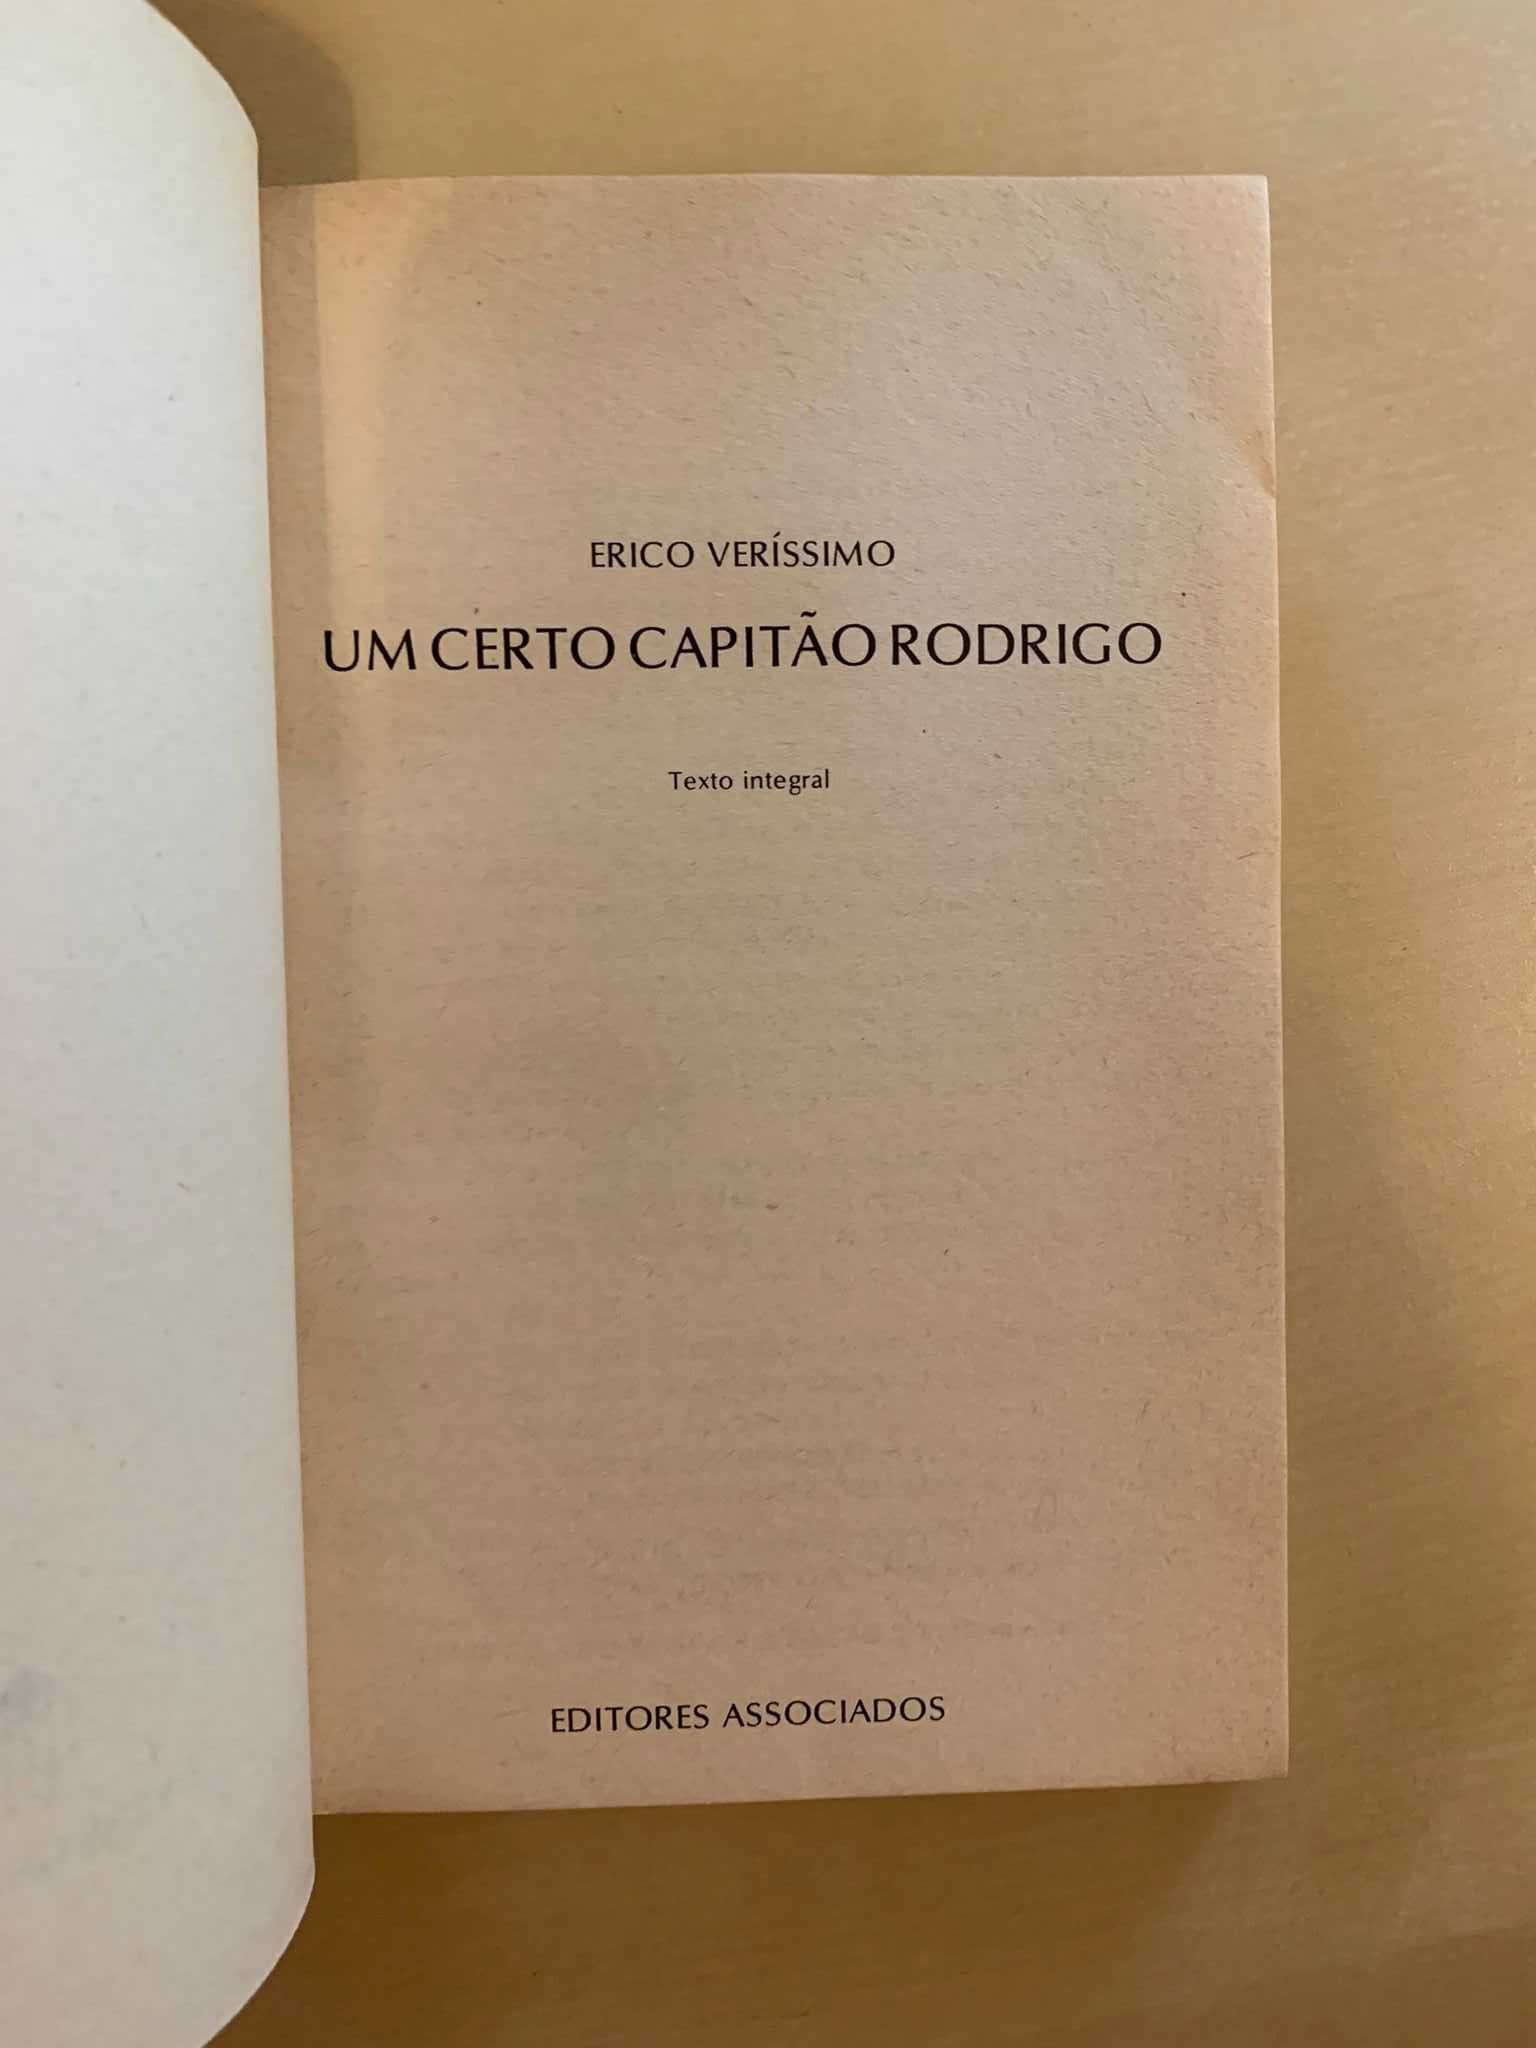 ERICO VERÍSSIMO
UM CERTO CAPITÃO RODRIGO
Texto integral
EDITORES ASSOCIADOS